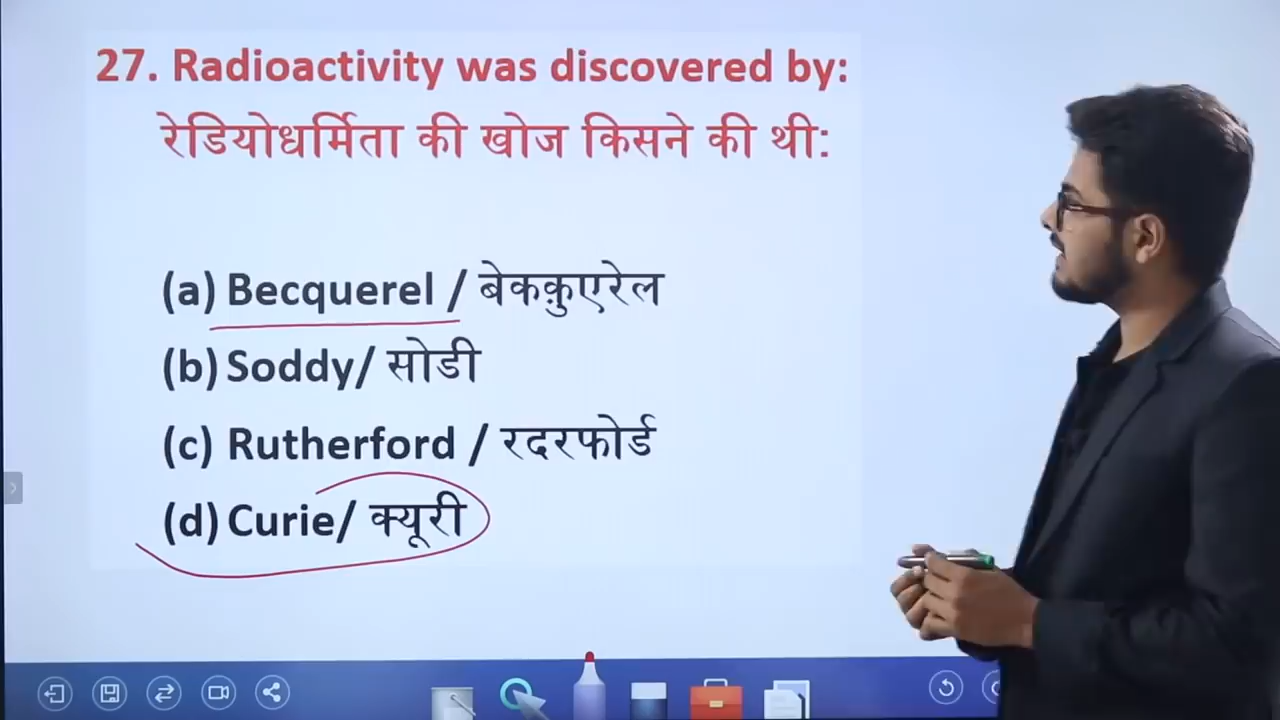 27. Radioactivity was discovered by:
रेडियोधर्मिता की खोज किसने की थी:
(a) Becquerel / बेकक़ुएरेल
(b) Soddy/ सोडी
(c) Rutherford / रदरफोर्ड
(d) Curie/ क्यूरी